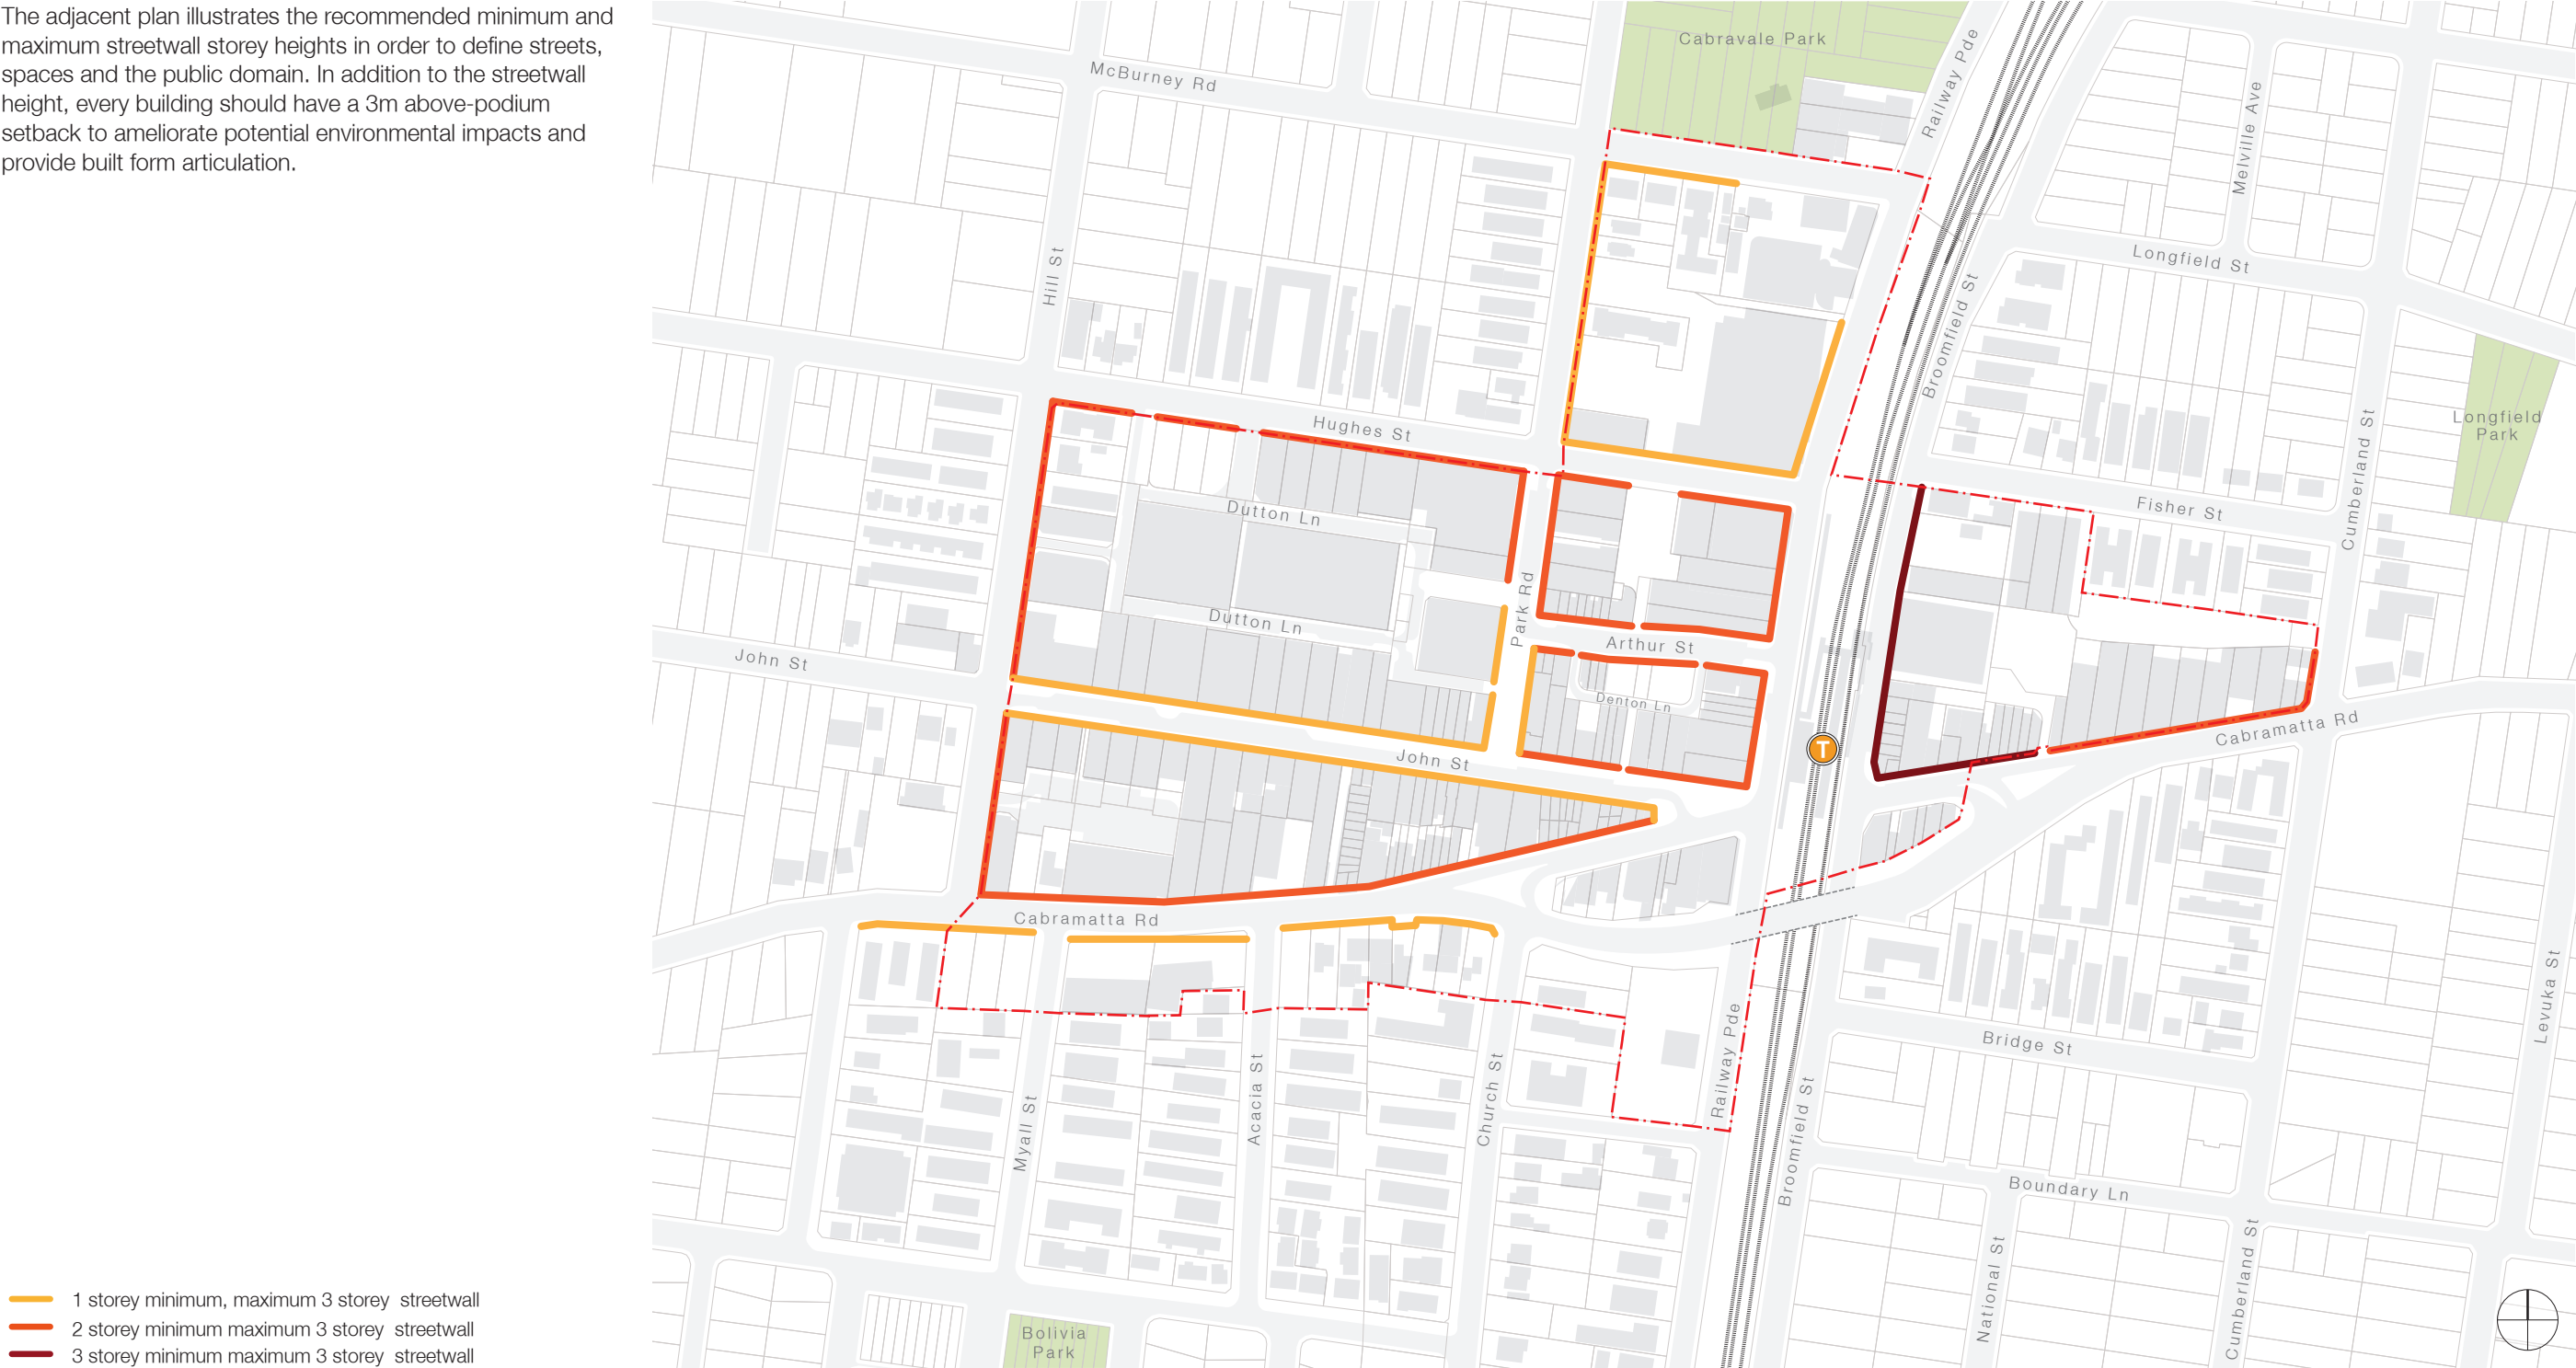 The adjacent plan illustrates the recommended minimum and
maximum streetwall storey heights in order to define streets,
spaces and the public domain. In addition to the streetwall
height, every building should have a 3m above-podium
setback to ameliorate potential environmental impacts and
provide built form articulation.
Cabravale Park
McBurney Rd
Railway Pde
Melville Ave
Hill St
Longfield St
Broomfield St
Hughes St
Longfield
Park
Cumberland St
Dutton Ln
Fisher St
Park Rd
Dutton Ln
Arthur St
John St
Denton Ln
Cabramatta Rd
John St
T
Cabramatta Rd
Levuka St
Bridge St
Railway Pde
Church St
Acacia St
Myall St
Broomfield St
Boundary Ln
National St
Cumberland St
Bolivia
Park
1 storey minimum, maximum 3 storey streetwall
2 storey minimum maximum 3 storey streetwall
3 storey minimum maximum 3 storey streetwall